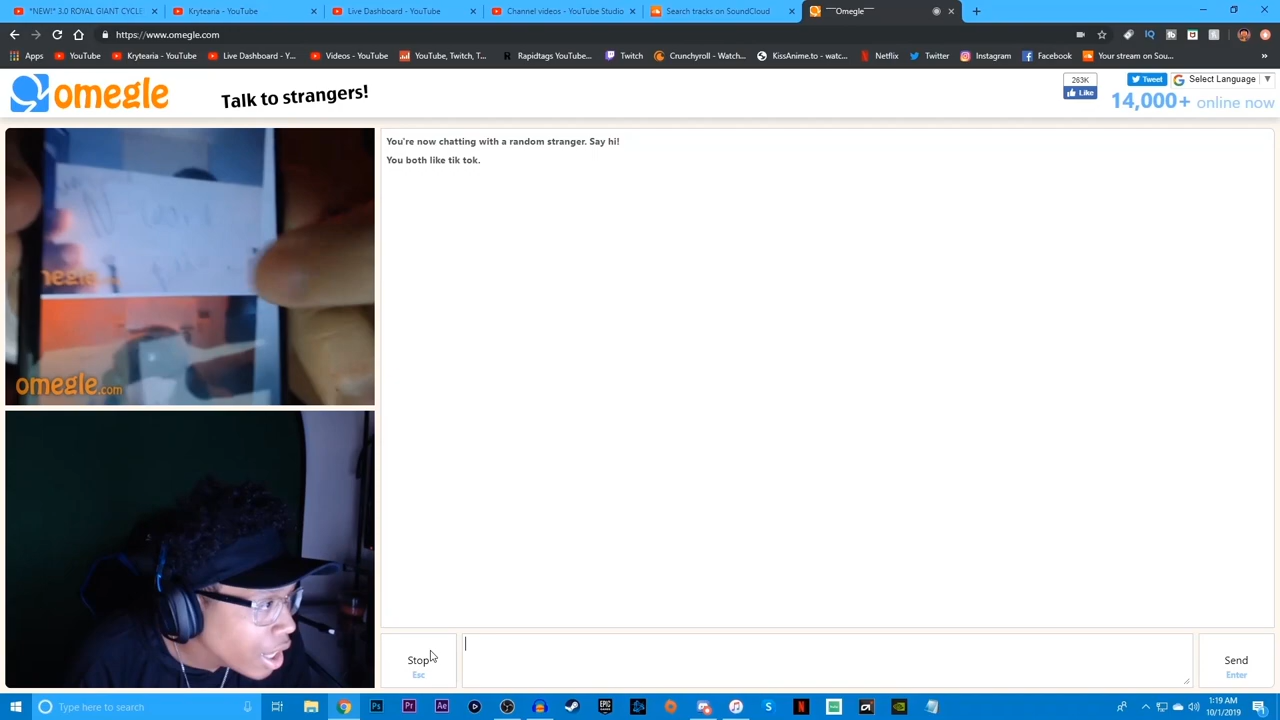 *NEW!* 3.0 ROYAL GIANT CYCLE
Krytearia - YouTube
Live Dashboard - YouTube
Channel videos - YouTube Studio
Search tracks on SoundCloud
Omegle
https://www.omegle.com
Apps
YouTube
Krytearia - YouTube
Live Dashboard - Y...
Videos - YouTube
YouTube, Twitch, T...
Rapidtags YouTube...
Twitch
Crunchyroll - Watch...
KissAnime.to - watc...
Netflix
Twitter
Instagram
Facebook
Your stream on Sou...
omegle
Talk to strangers!
263K
Like
Tweet
Select Language
14,000+ online now
You're now chatting with a random stranger. Say hi!
You both like tik tok.
omegle.com
Stop
Esc
Send
Enter
Type here to search
1:19 AM
10/1/2019